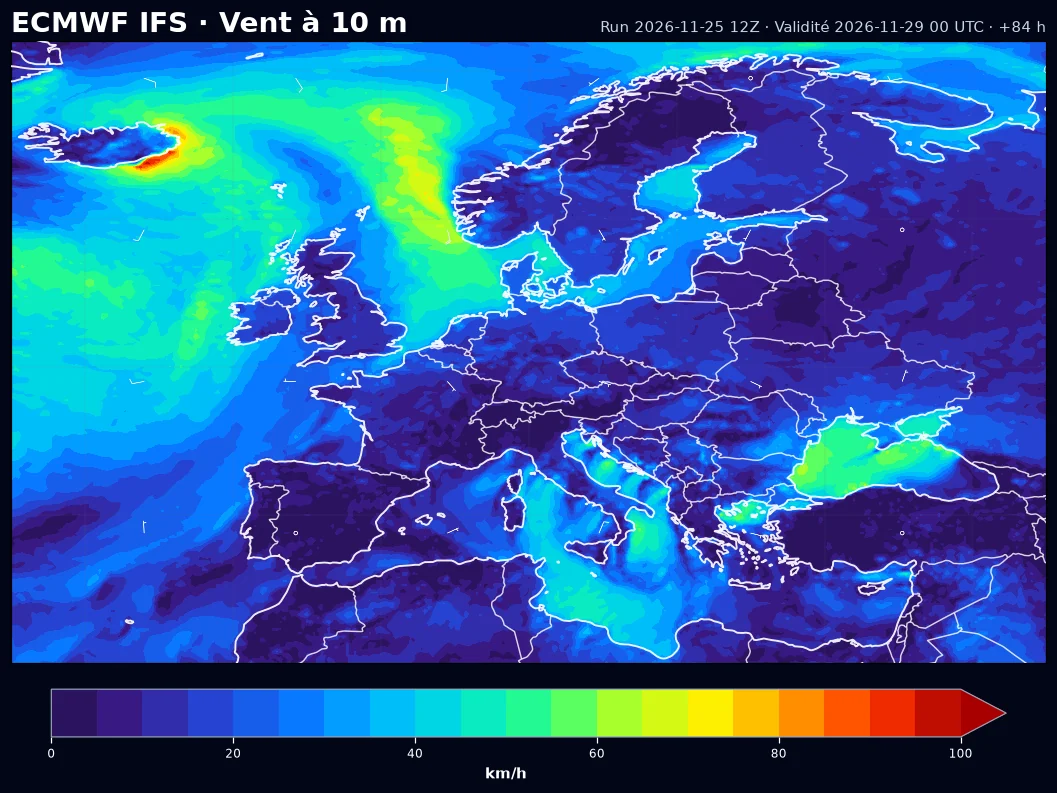 ECMWF IFS · Vent à 10 m
Run 2026-11-25 12Z · Validité 2026-11-29 00 UTC · +84 h
0 20 40 60 80 100
km/h